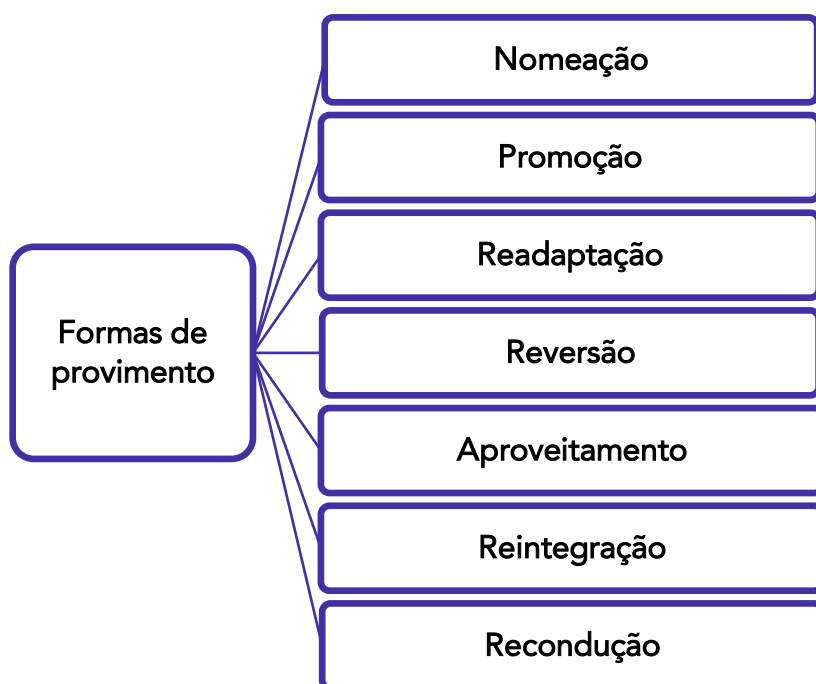 Formas de
provimento
Nomeação
Promoção
Readaptação
Reversão
Aproveitamento
Reintegração
Recondução